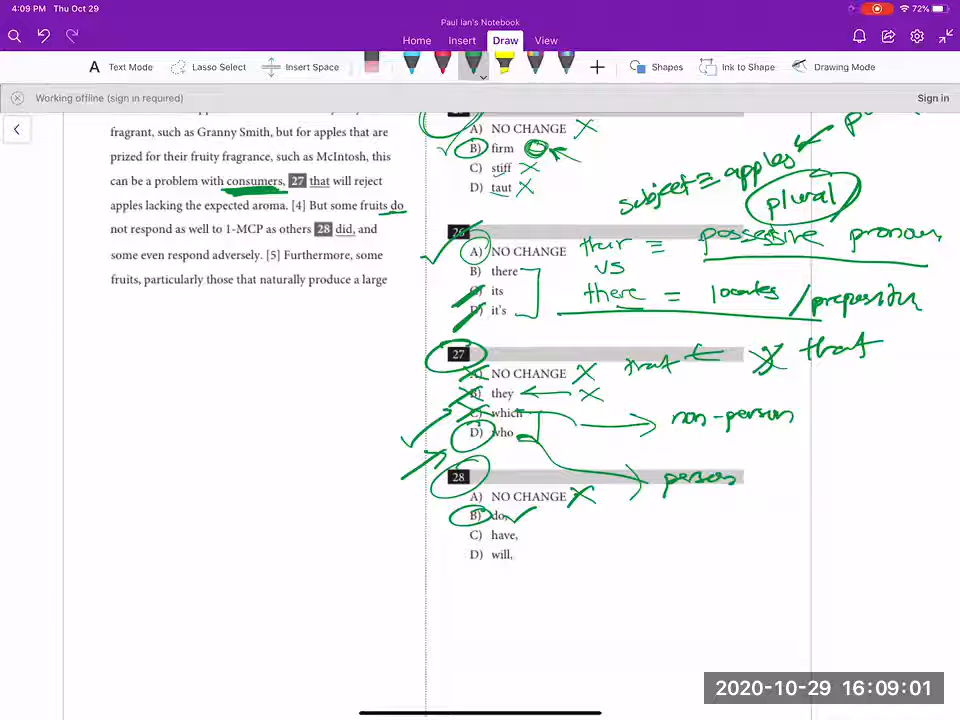 4:09 PM Thu Oct 29
72%
Paul Ian's Notebook
Home Insert Draw View
Text Mode Lasso Select Insert Space Shapes Ink to Shape Drawing Mode
Working offline (sign in required) Sign in
fragrant, such as Granny Smith, but for apples that are
prized for their fruity fragrance, such as McIntosh, this
can be a problem with consumers, 27 that will reject
apples lacking the expected aroma. [4] But some fruits do
not respond as well to 1-MCP as others 28 did, and
some even respond adversely. [5] Furthermore, some
fruits, particularly those that naturally produce a large
A) NO CHANGE
B) firm
C) stiff
D) taut
subject = apples
plural
26
A) NO CHANGE
B) there
C) its
D) it's
their = possessive pronoun
vs
there = locates / preposition
27
A) NO CHANGE
B) they
C) which
D) who
that
that
non-person
person
28
A) NO CHANGE
B) do,
C) have,
D) will,
2020-10-29 16:09:01